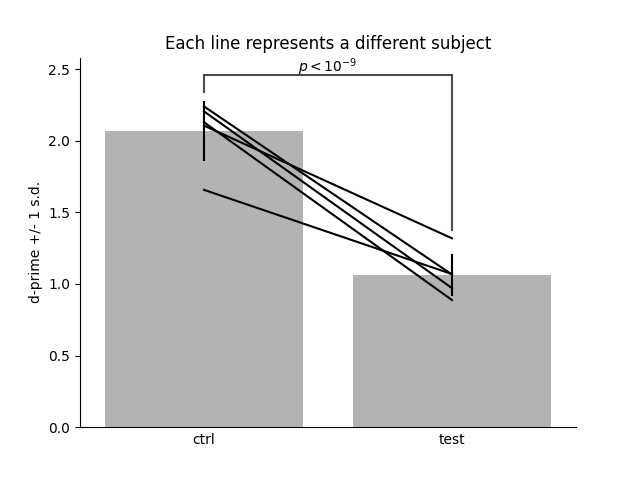 Each line represents a different subject
p < 10⁻⁹
d-prime +/- 1 s.d.
2.5
2.0
1.5
1.0
0.5
0.0
ctrl test